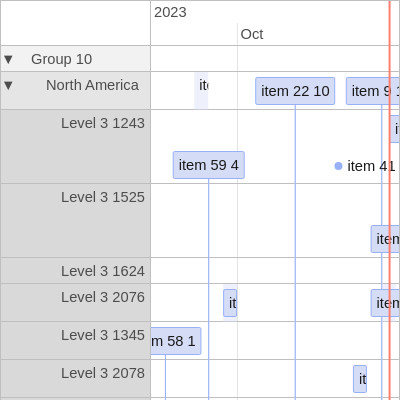 2023
Oct
▼ Group 10
▼ North America
item 22 10
item 9 1
Level 3 1243
item 59 4
item 41
Level 3 1525
item
Level 3 1624
Level 3 2076
it
item
Level 3 1345
m 58 1
Level 3 2078
it